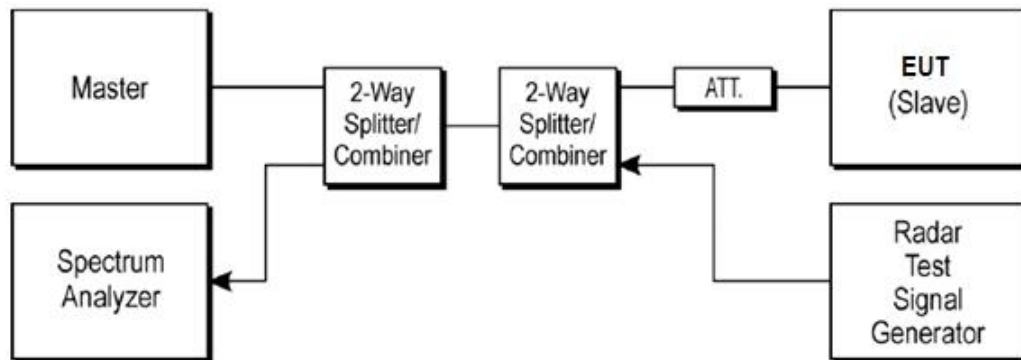 Master
2-Way
Splitter/
Combiner
2-Way
Splitter/
Combiner
ATT.
EUT
(Slave)
Spectrum
Analyzer
Radar
Test
Signal
Generator